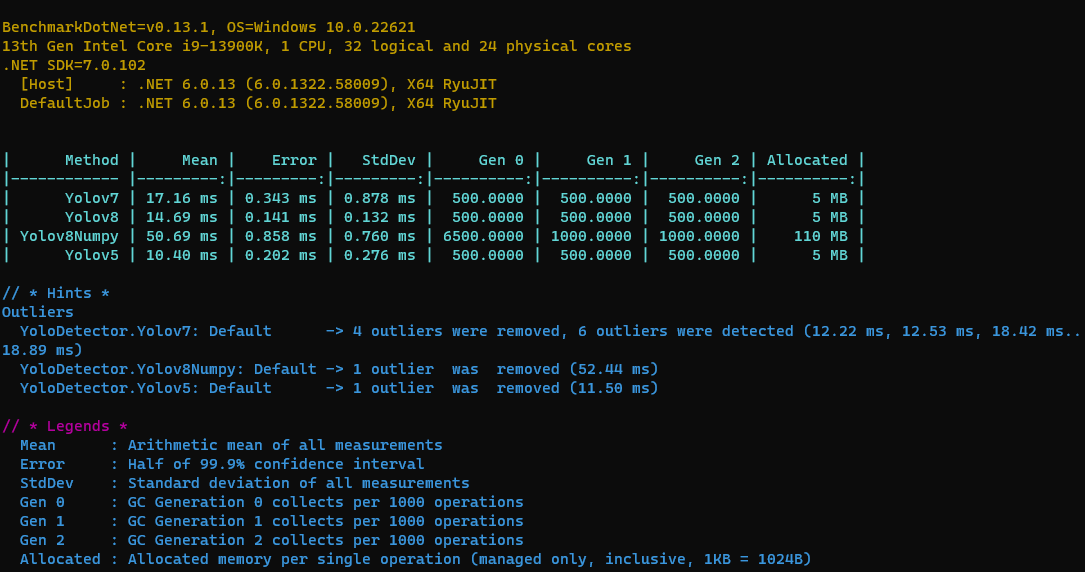 BenchmarkDotNet=v0.13.1, OS=Windows 10.0.22621
13th Gen Intel Core i9-13900K, 1 CPU, 32 logical and 24 physical cores
.NET SDK=7.0.102
  [Host]     : .NET 6.0.13 (6.0.1322.58009), X64 RyuJIT
  DefaultJob : .NET 6.0.13 (6.0.1322.58009), X64 RyuJIT
|      Method |     Mean |    Error |   StdDev |     Gen 0 |     Gen 1 |     Gen 2 | Allocated |
|------------ |---------:|---------:|---------:|----------:|----------:|----------:|----------:|
|      Yolov7 | 17.16 ms | 0.343 ms | 0.878 ms |  500.0000 |  500.0000 |  500.0000 |      5 MB |
|      Yolov8 | 14.69 ms | 0.141 ms | 0.132 ms |  500.0000 |  500.0000 |  500.0000 |      5 MB |
| Yolov8Numpy | 50.69 ms | 0.858 ms | 0.760 ms | 6500.0000 | 1000.0000 | 1000.0000 |    110 MB |
|      Yolov5 | 10.40 ms | 0.202 ms | 0.276 ms |  500.0000 |  500.0000 |  500.0000 |      5 MB |
// * Hints *
Outliers
  YoloDetector.Yolov7: Default      -> 4 outliers were removed, 6 outliers were detected (12.22 ms, 12.53 ms, 18.42 ms..
18.89 ms)
  YoloDetector.Yolov8Numpy: Default -> 1 outlier  was  removed (52.44 ms)
  YoloDetector.Yolov5: Default      -> 1 outlier  was  removed (11.50 ms)
// * Legends *
  Mean      : Arithmetic mean of all measurements
  Error     : Half of 99.9% confidence interval
  StdDev    : Standard deviation of all measurements
  Gen 0     : GC Generation 0 collects per 1000 operations
  Gen 1     : GC Generation 1 collects per 1000 operations
  Gen 2     : GC Generation 2 collects per 1000 operations
  Allocated : Allocated memory per single operation (managed only, inclusive, 1KB = 1024B)